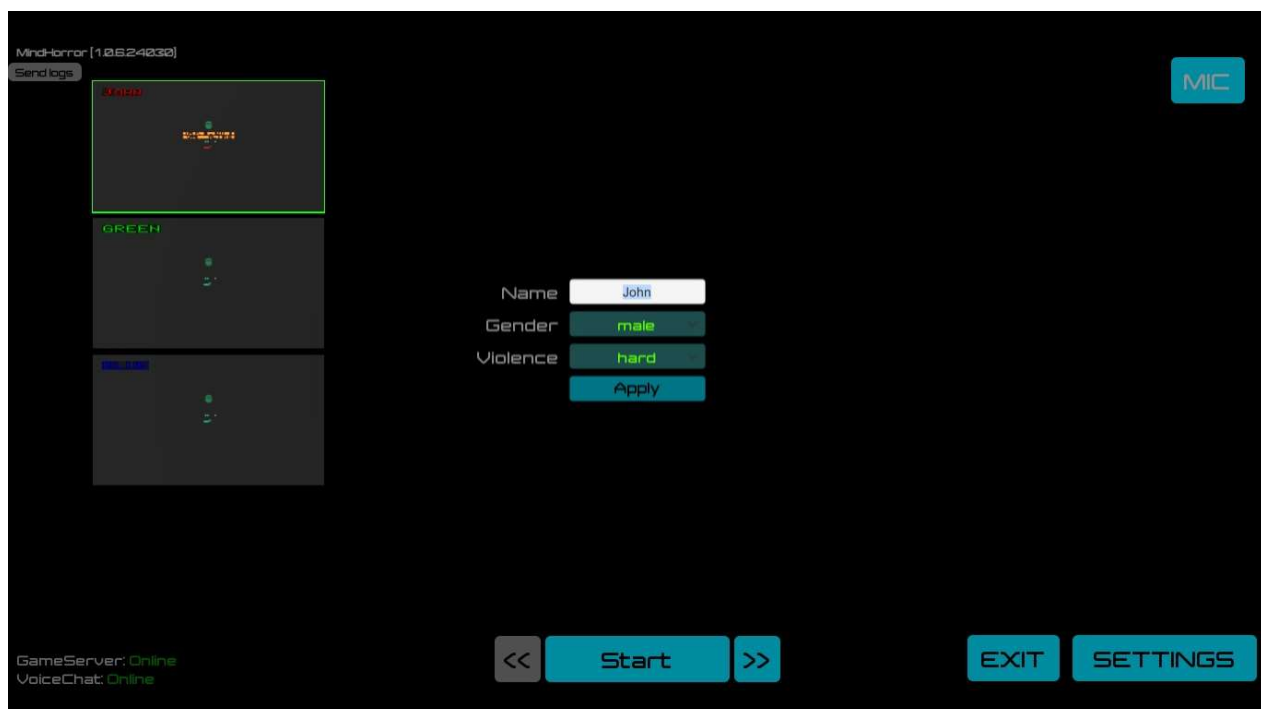 MindHorror [1.0.6.24030]
Send logs
MIC
GREEN
Name John
Gender male
Violence hard
Apply
GameServer: Online
VoiceChat: Online
<< Start >>
EXIT SETTINGS